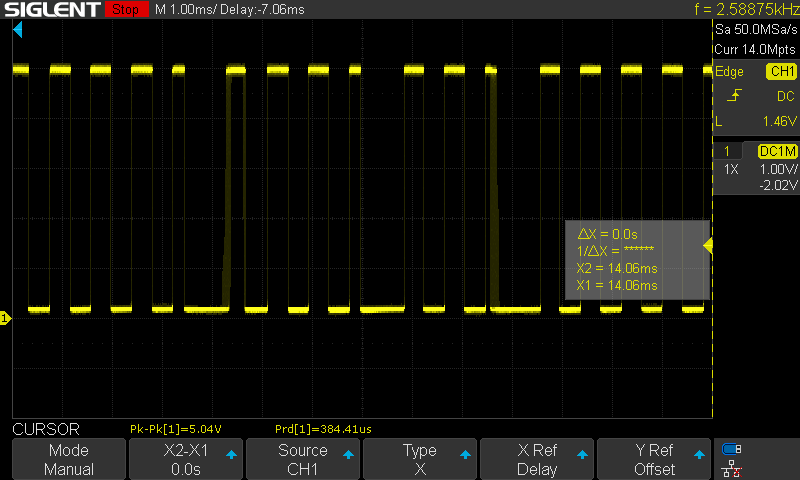 SIGLENT Stop M 1.00ms/ Delay:-7.06ms f = 2.58875kHz
Sa 50.0MSa/s
Curr 14.0Mpts
Edge CH1
DC
L 1.46V
1 DC1M
1X 1.00V/
-2.02V
ΔX = 0.0s
1/ΔX = ******
X2 = 14.06ms
X1 = 14.06ms
1
CURSOR Pk-Pk[1]=5.04V Prd[1]=384.41us
Mode X2-X1 Source Type X Ref Y Ref
Manual 0.0s CH1 X Delay Offset